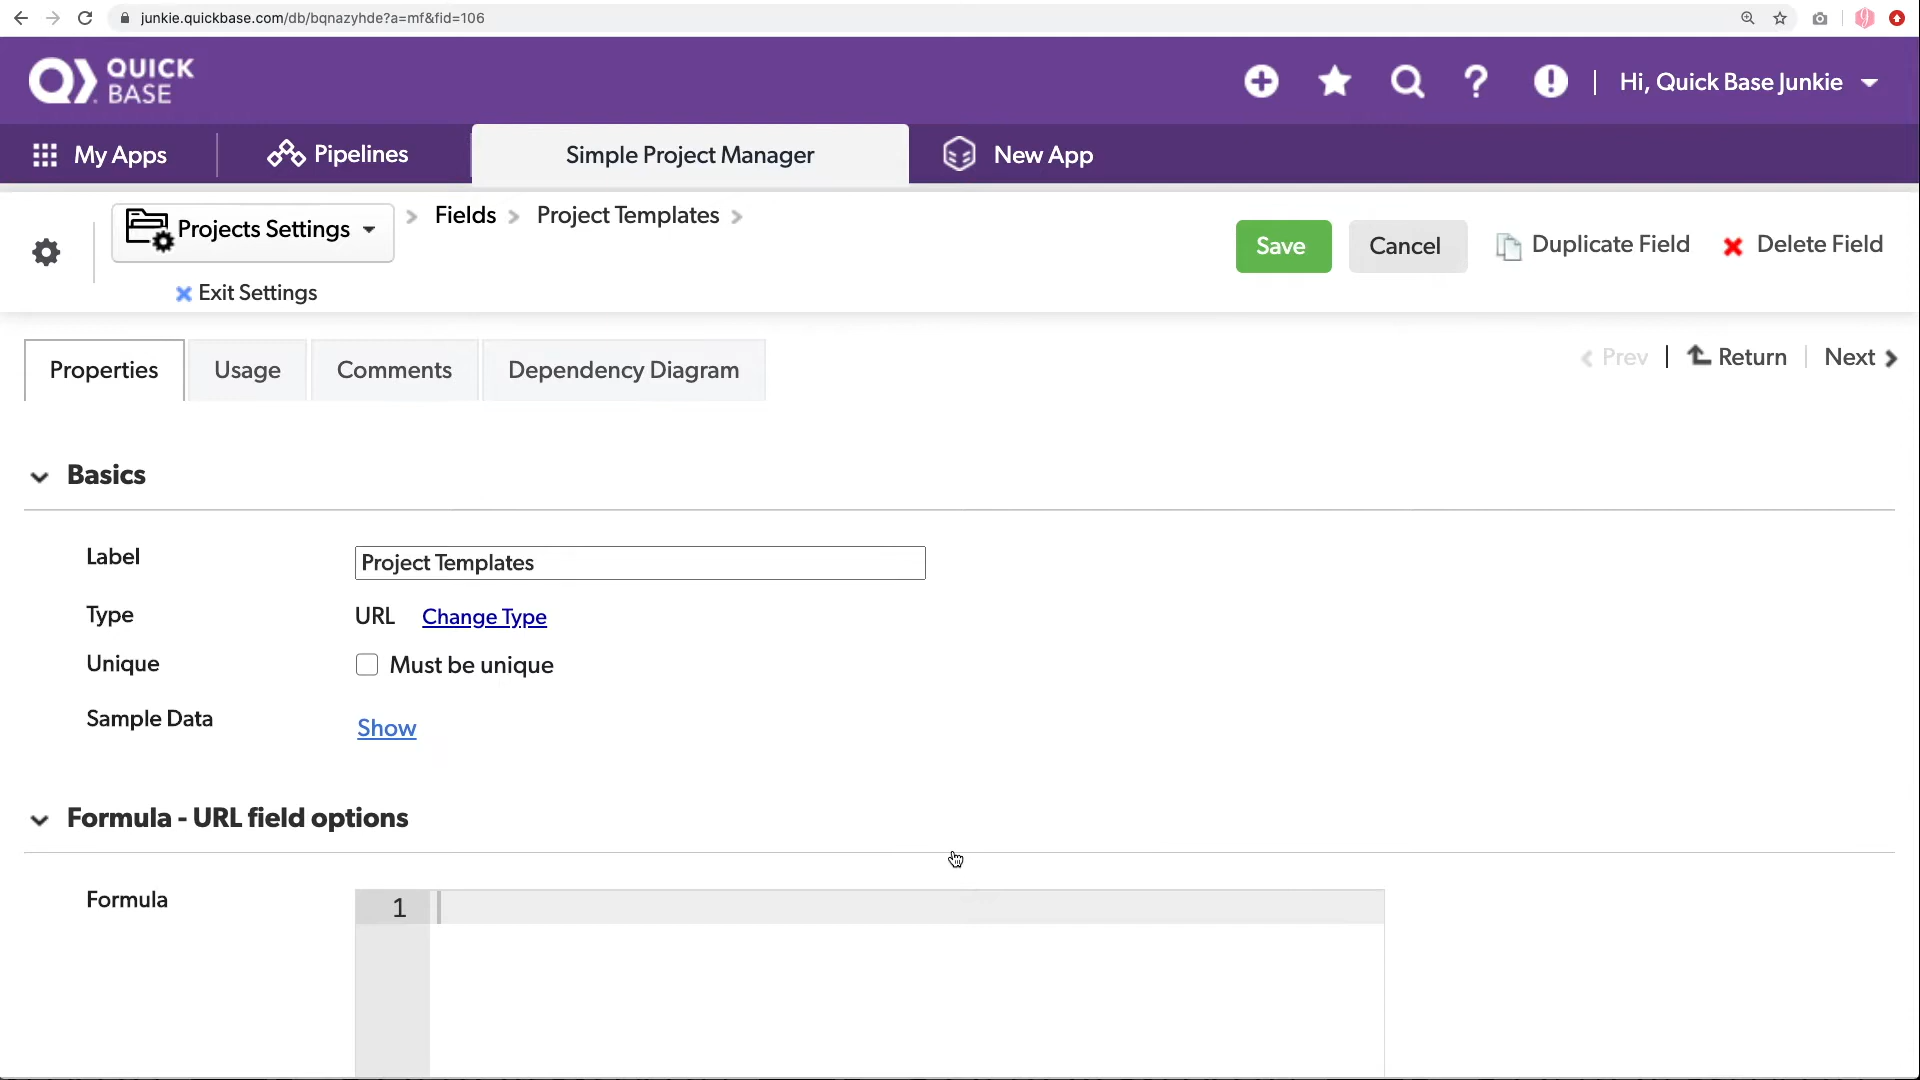 junkie.quickbase.com/db/bqnazyhde?a=mf&fid=106
QUICK BASE
Hi, Quick Base Junkie
My Apps
Pipelines
Simple Project Manager
New App
Projects Settings
Fields
Project Templates
Save
Cancel
Duplicate Field
Delete Field
Exit Settings
Properties
Usage
Comments
Dependency Diagram
Prev | Return | Next
Basics
Label
Project Templates
Type
URL Change Type
Unique
Must be unique
Sample Data
Show
Formula - URL field options
Formula
1